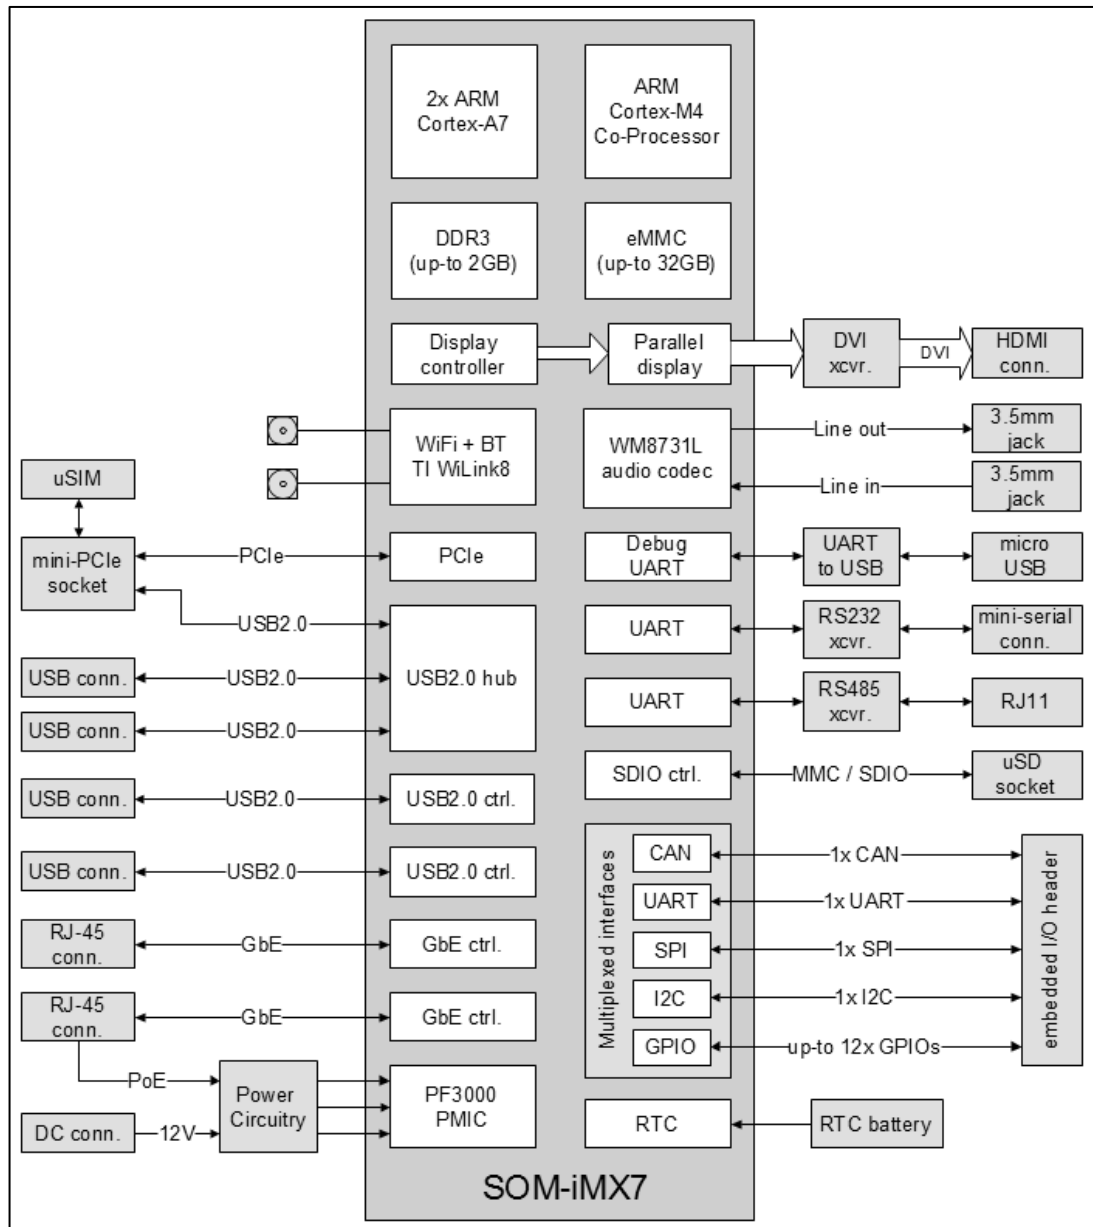 2x ARM
Cortex-A7
ARM
Cortex-M4
Co-Processor
DDR3
(up-to 2GB)
eMMC
(up-to 32GB)
Display
controller
Parallel
display
DVI
xcvr.
DVI
HDMI
conn.
WiFi + BT
TI WiLink8
WM8731L
audio codec
Line out
3.5mm
jack
Line in
3.5mm
jack
uSIM
mini-PCIe
socket
PCIe
PCIe
Debug
UART
UART
to USB
micro
USB
USB2.0
USB2.0 hub
UART
RS232
xcvr.
mini-serial
conn.
USB conn.
USB2.0
UART
RS485
xcvr.
RJ11
USB conn.
USB2.0
SDIO ctrl.
MMC / SDIO
uSD
socket
USB conn.
USB2.0
USB2.0 ctrl.
USB conn.
USB2.0
USB2.0 ctrl.
Multiplexed interfaces
CAN
1x CAN
UART
1x UART
SPI
1x SPI
I2C
1x I2C
GPIO
up-to 12x GPIOs
embedded I/O header
RJ-45
conn.
GbE
GbE ctrl.
RJ-45
conn.
GbE
GbE ctrl.
PoE
Power
Circuitry
PF3000
PMIC
DC conn.
12V
RTC
RTC battery
SOM-iMX7